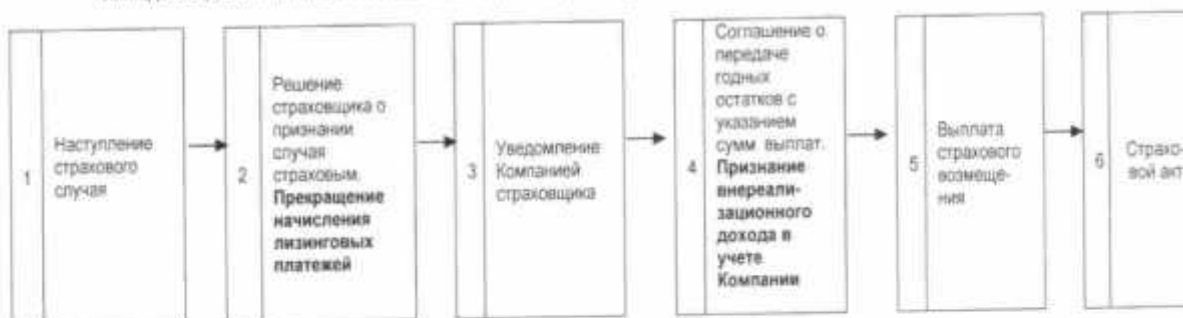 1
Наступление
страхового
случая
2
Решение
страховщика о
признании
случая
страховым.
Прекращение
начисления
лизинговых
платежей
3
Уведомление
Компанией
страховщика
4
Соглашение о
передаче
годных
остатков с
указанием
сумм выплат.
Признание
внереали-
зационного
дохода в
учете
Компании
5
Выплата
страхового
возмеще-
ния
6
Страхо-
вой акт